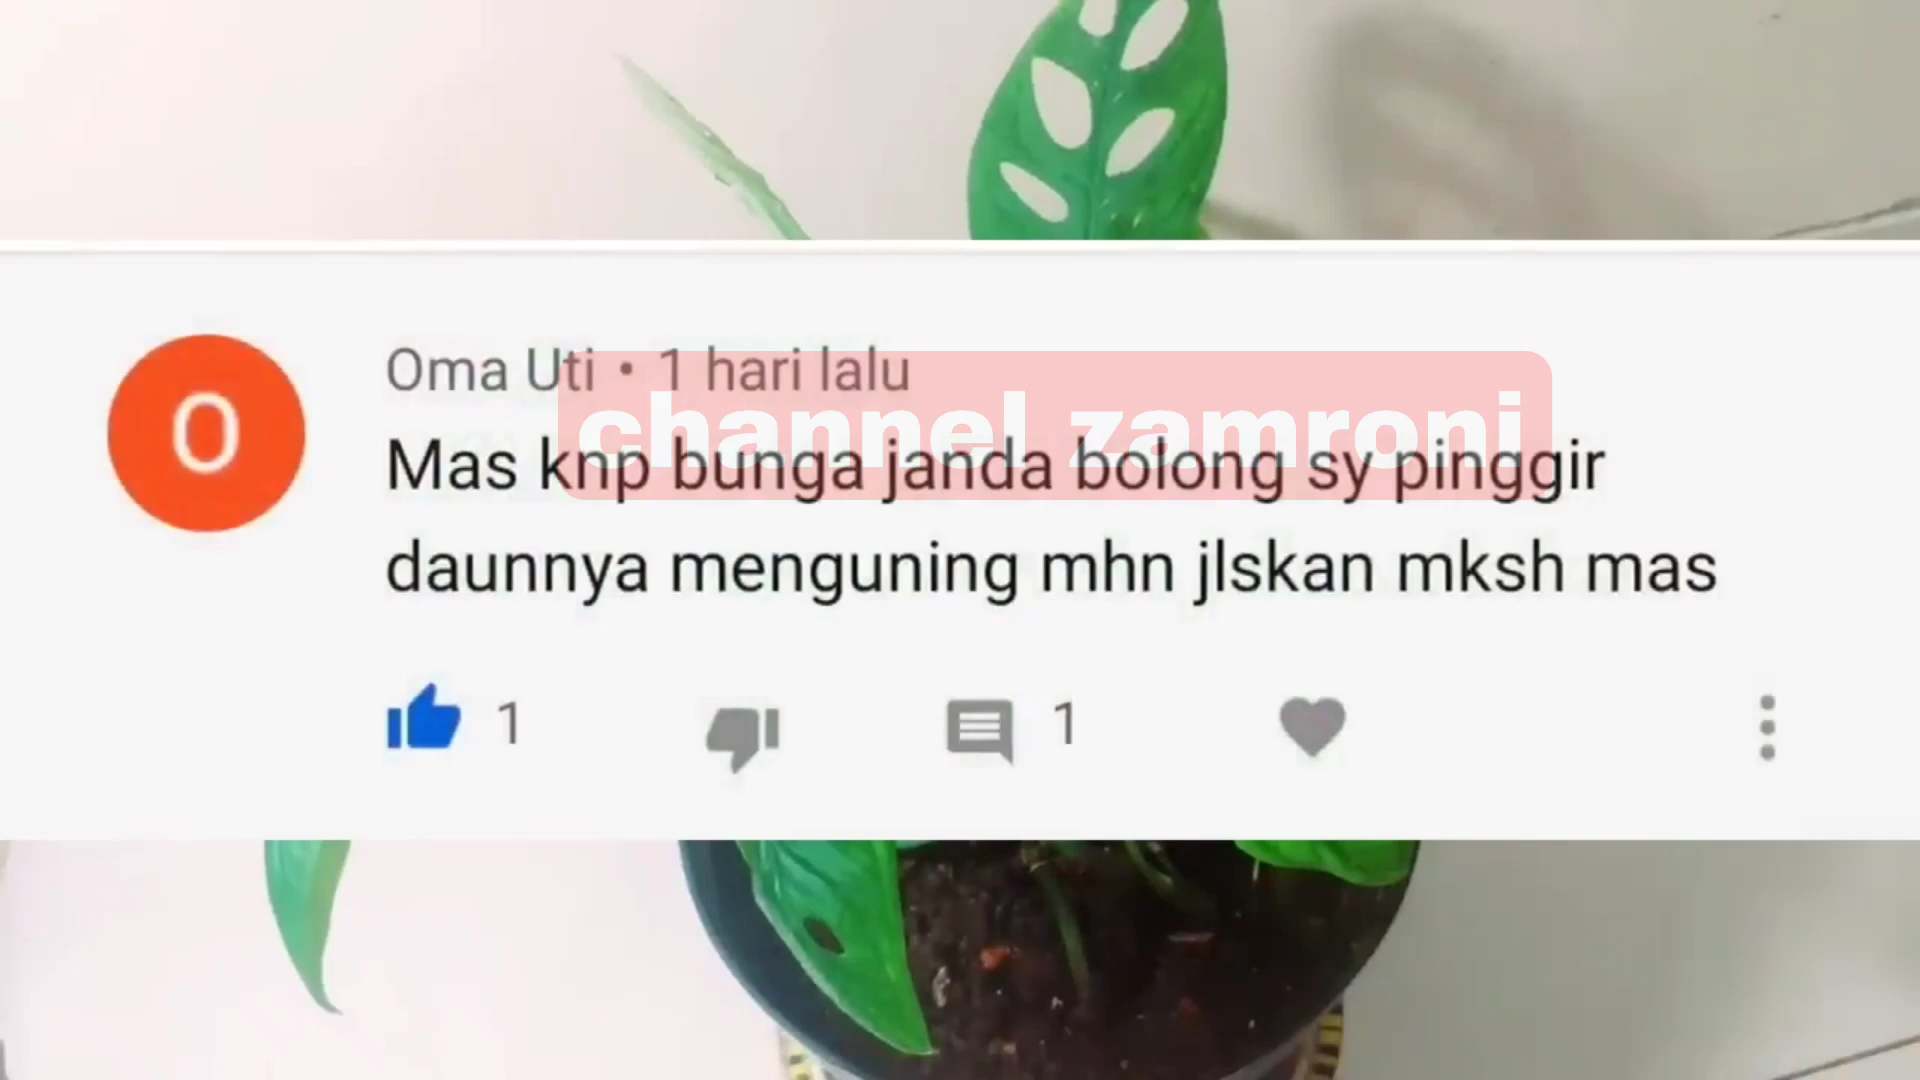 O
Oma Uti • 1 hari lalu
channel zamroni
Mas knp bunga janda bolong sy pinggir
daunnya menguning mhn jlskan mksh mas
1
1